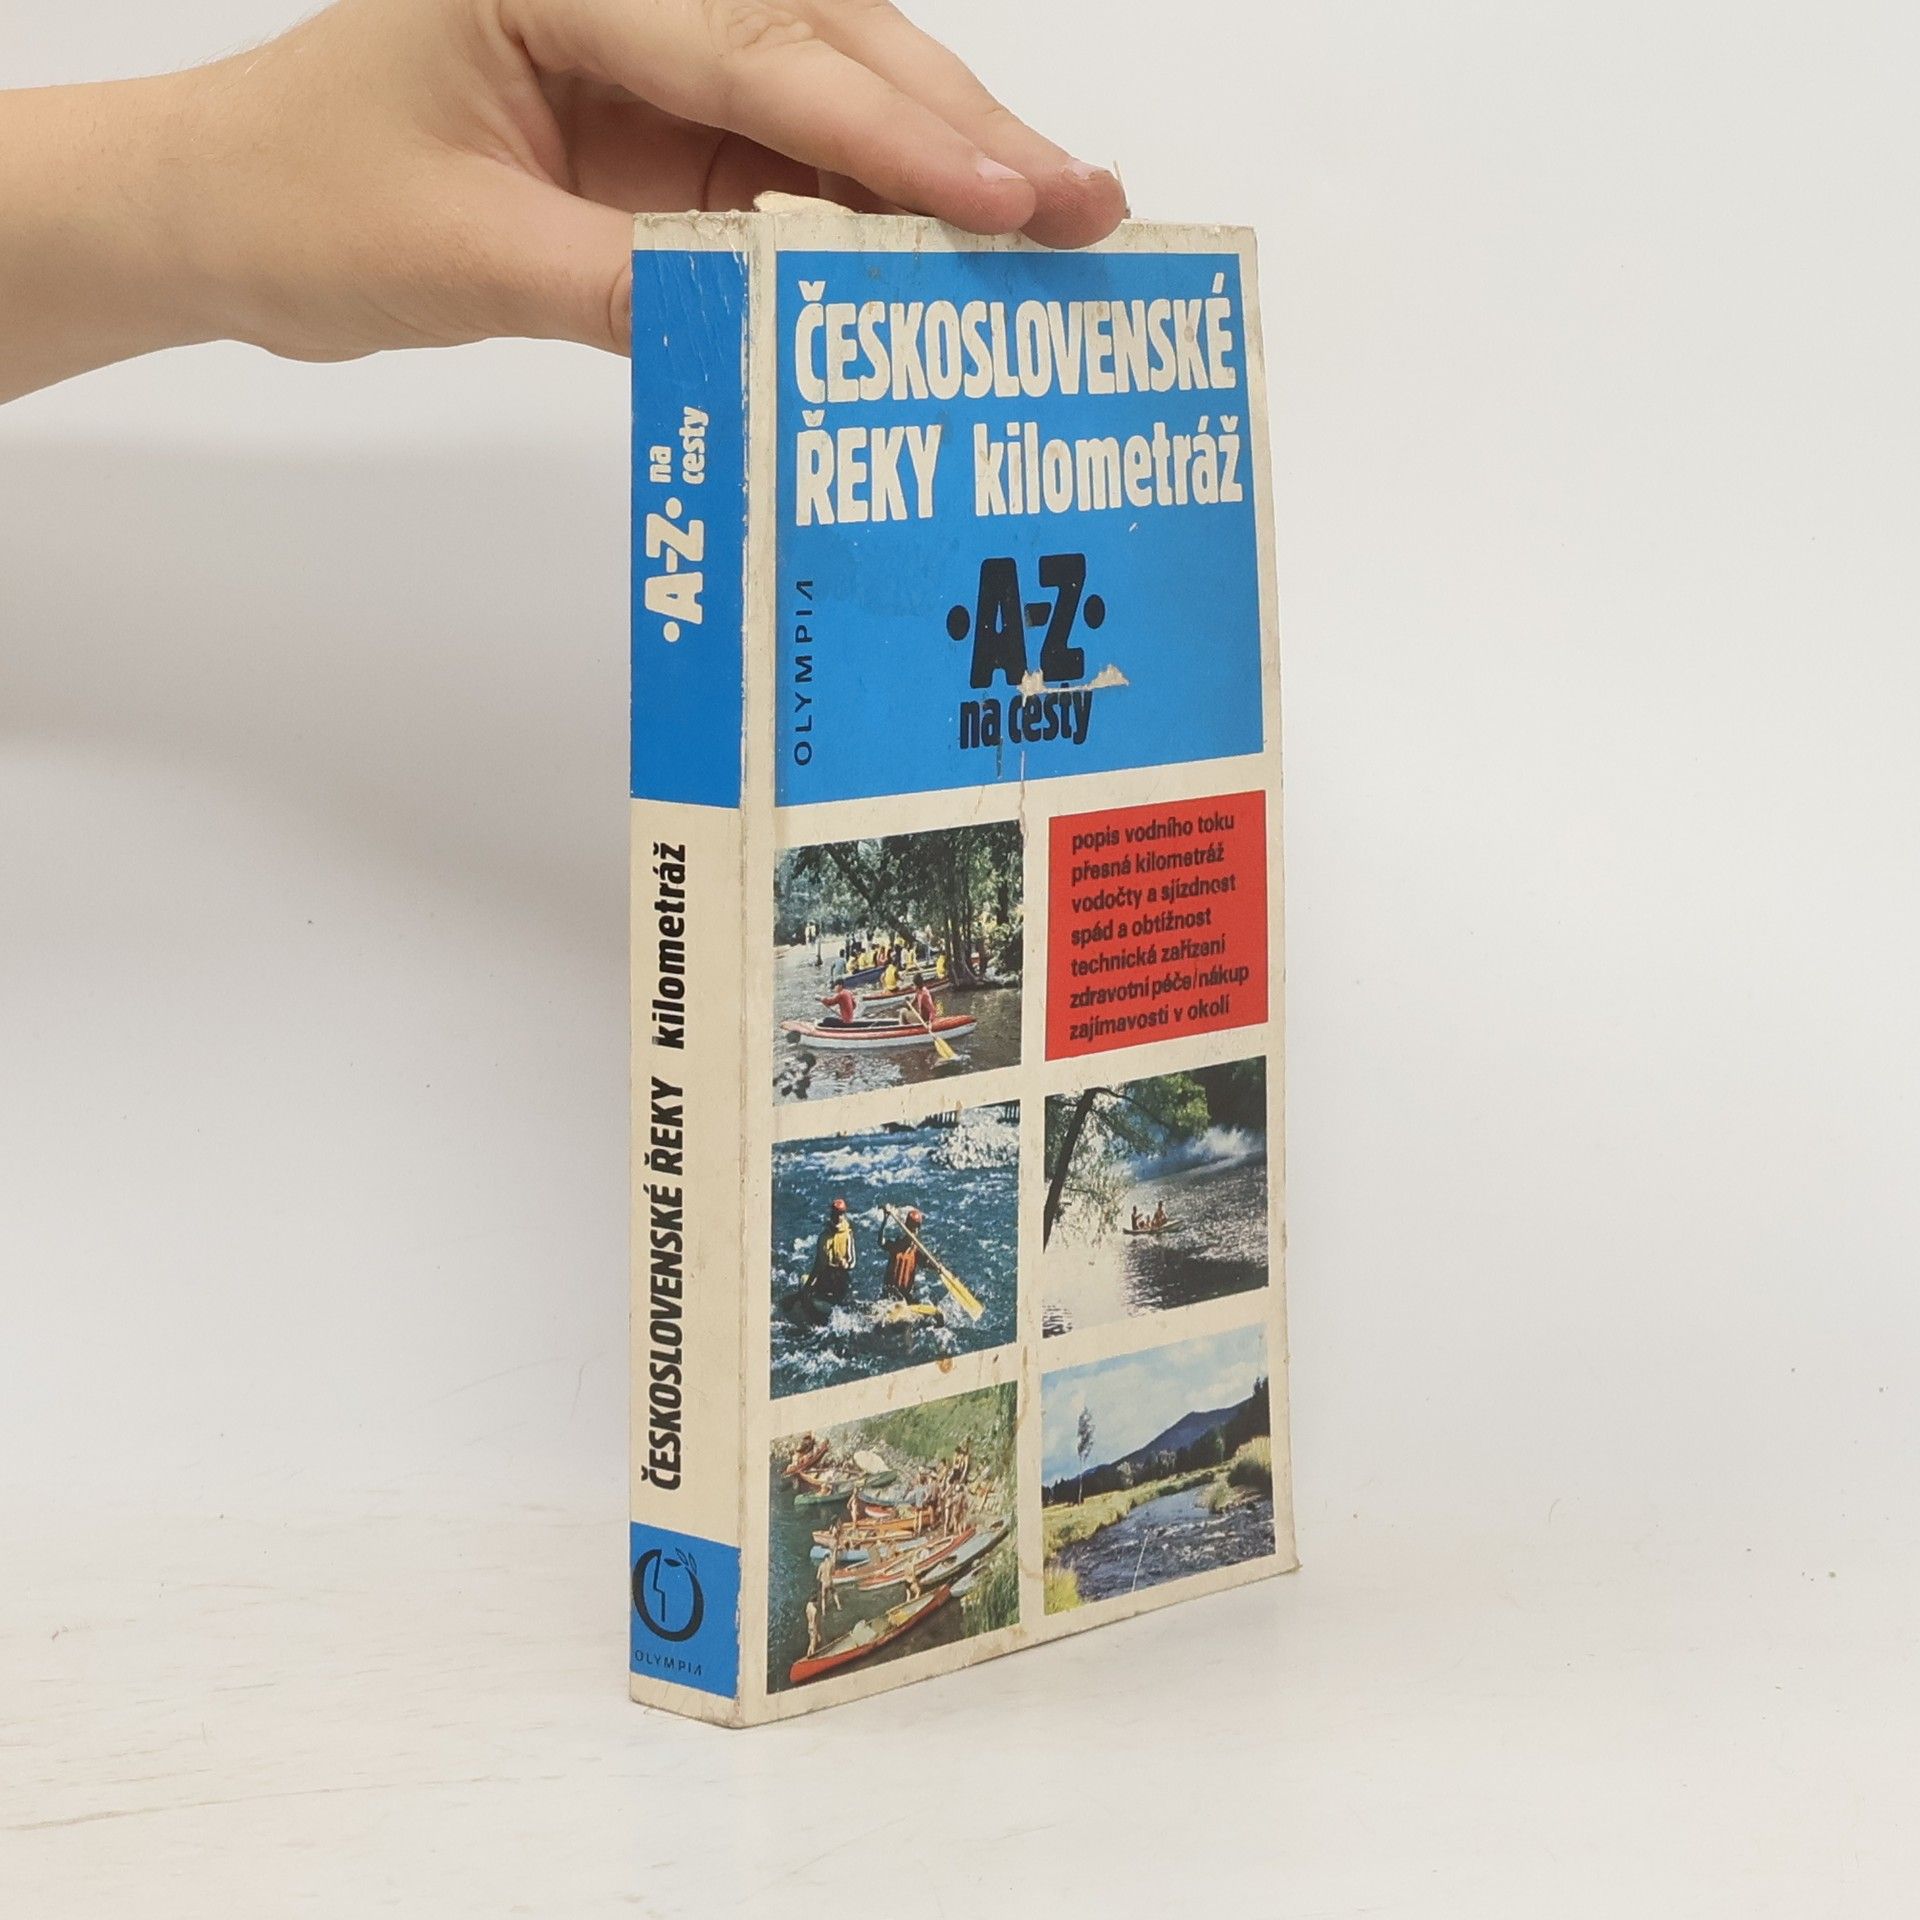 ČESKOSLOVENSKÉ
ŘEKY kilometráž
OLYMPIA
•A-Z•
na cesty
popis vodního toku
přesná kilometráž
vodočty a sjízdnost
spád a obtížnost
technická zařízení
zdravotní péče/nákup
zajímavosti v okolí
•A-Z• na
cesty
ČESKOSLOVENSKÉ ŘEKY kilometráž
OLYMPIA